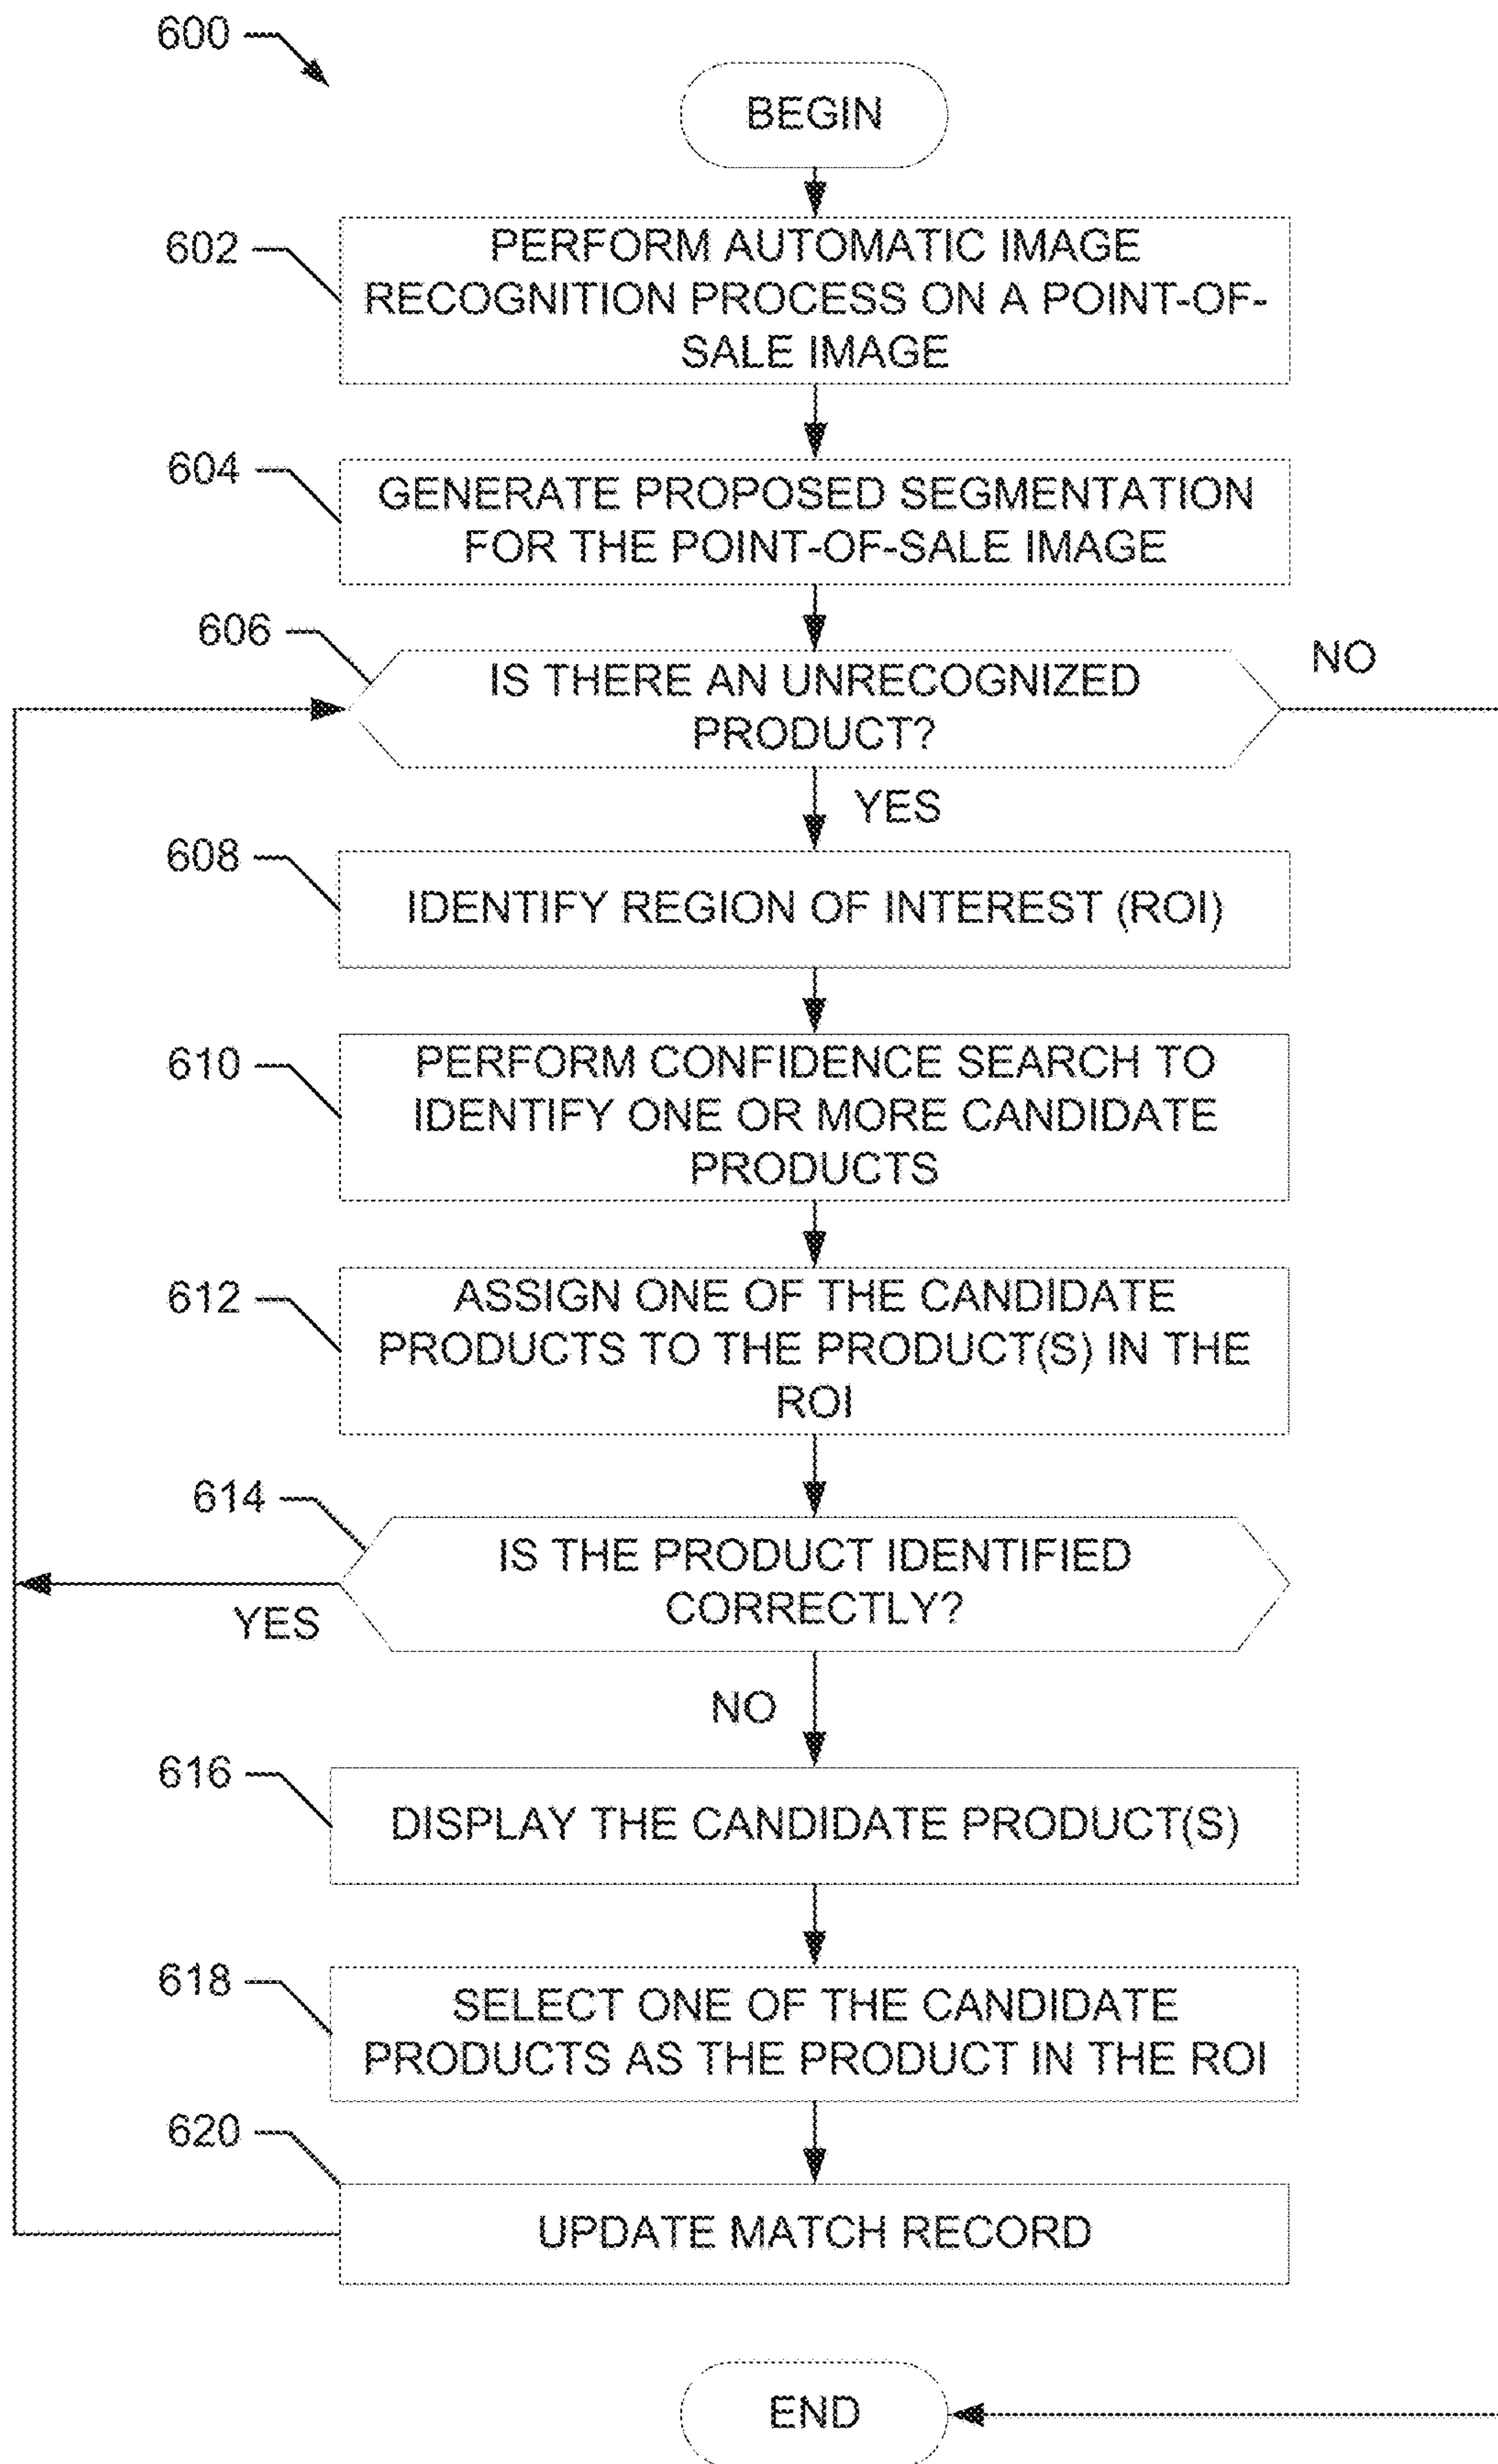 600
BEGIN
602
PERFORM AUTOMATIC IMAGE
RECOGNITION PROCESS ON A POINT-OF-
SALE IMAGE
604
GENERATE PROPOSED SEGMENTATION
FOR THE POINT-OF-SALE IMAGE
606
IS THERE AN UNRECOGNIZED
PRODUCT?
NO
YES
608
IDENTIFY REGION OF INTEREST (ROI)
610
PERFORM CONFIDENCE SEARCH TO
IDENTIFY ONE OR MORE CANDIDATE
PRODUCTS
612
ASSIGN ONE OF THE CANDIDATE
PRODUCTS TO THE PRODUCT(S) IN THE
ROI
614
IS THE PRODUCT IDENTIFIED
CORRECTLY?
YES
NO
616
DISPLAY THE CANDIDATE PRODUCT(S)
618
SELECT ONE OF THE CANDIDATE
PRODUCTS AS THE PRODUCT IN THE ROI
620
UPDATE MATCH RECORD
END